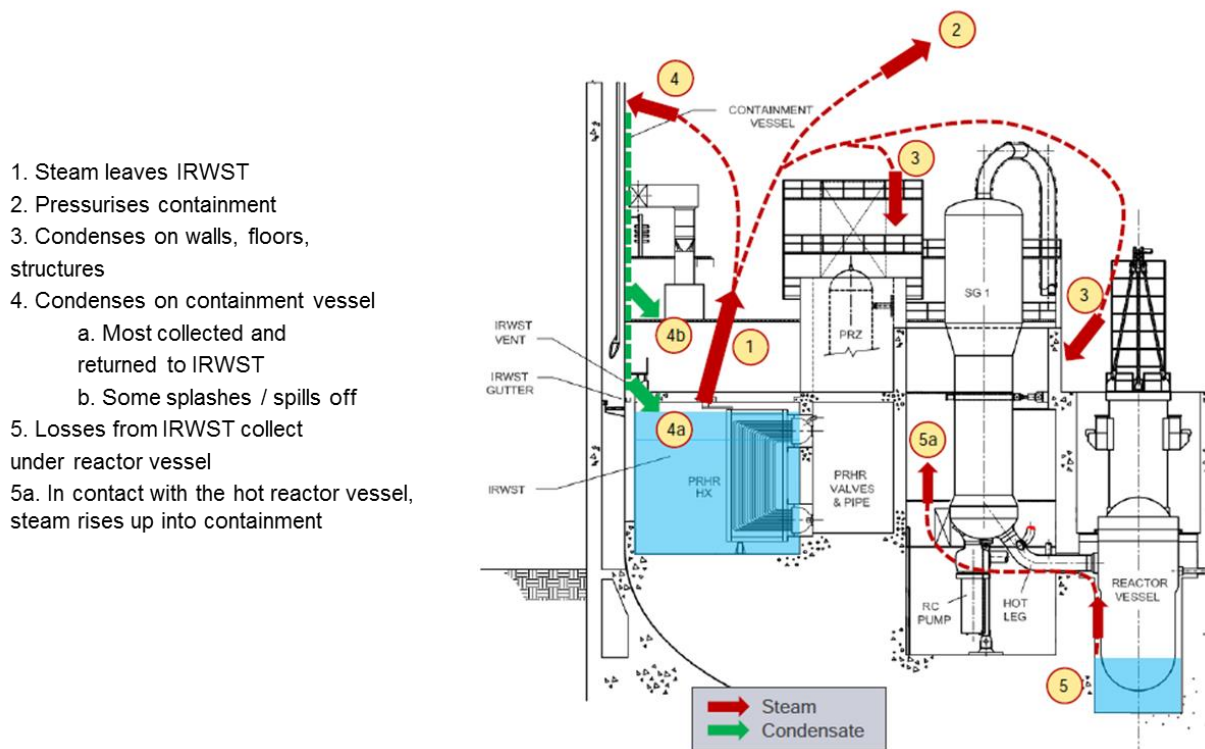 1. Steam leaves IRWST
2. Pressurises containment
3. Condenses on walls, floors,
structures
4. Condenses on containment vessel
a. Most collected and
returned to IRWST
b. Some splashes / spills off
5. Losses from IRWST collect
under reactor vessel
5a. In contact with the hot reactor vessel,
steam rises up into containment
2
4
CONTAINMENT
VESSEL
3
SG 1
3
IRWST
VENT
4b
1
PRZ
IRWST
GUTTER
4a
5a
IRWST
PRHR
HX
PRHR
VALVES
& PIPE
RC
PUMP
HOT
LEG
REACTOR
VESSEL
5
Steam
Condensate